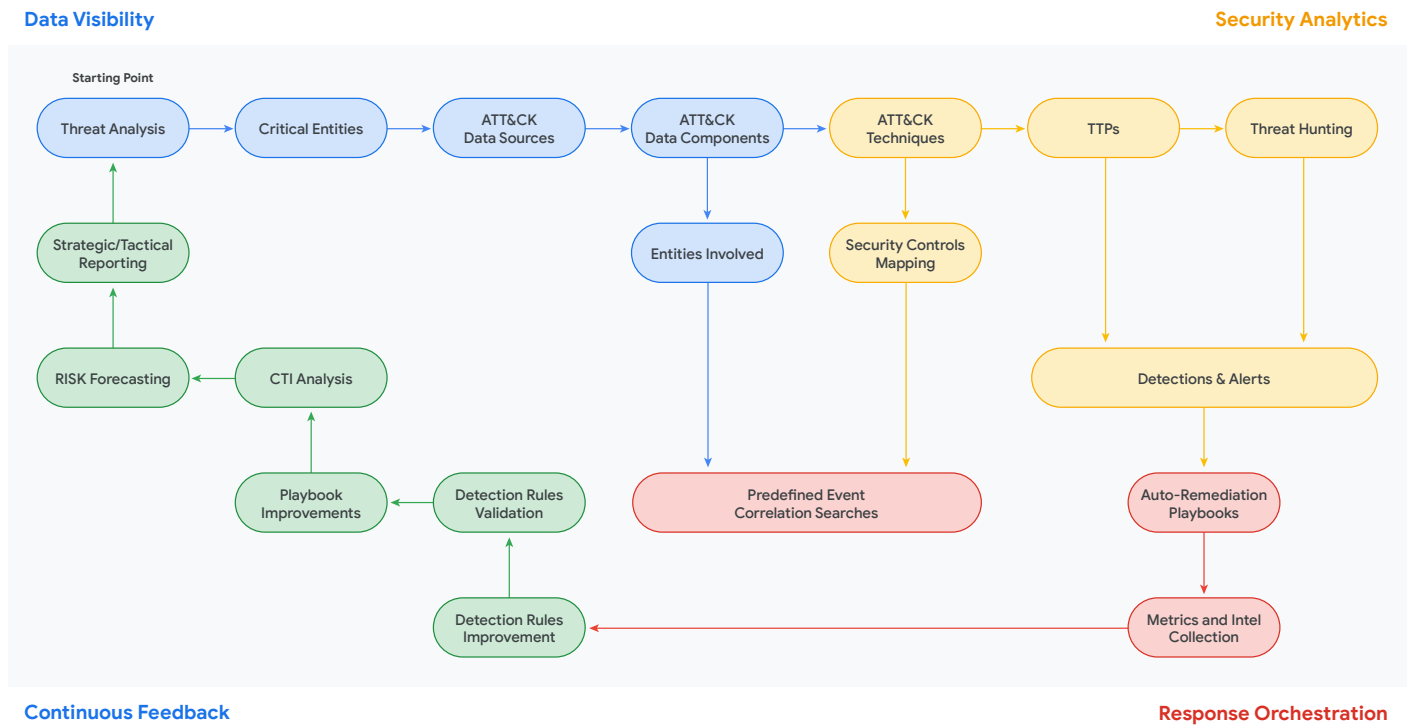 Data Visibility
Security Analytics
Starting Point
Threat Analysis
Critical Entities
ATT&CK
Data Sources
ATT&CK
Data Components
ATT&CK
Techniques
TTPs
Threat Hunting
Strategic/Tactical
Reporting
Entities Involved
Security Controls
Mapping
RISK Forecasting
CTI Analysis
Detections & Alerts
Playbook
Improvements
Detection Rules
Validation
Predefined Event
Correlation Searches
Auto-Remediation
Playbooks
Detection Rules
Improvement
Metrics and Intel
Collection
Continuous Feedback
Response Orchestration